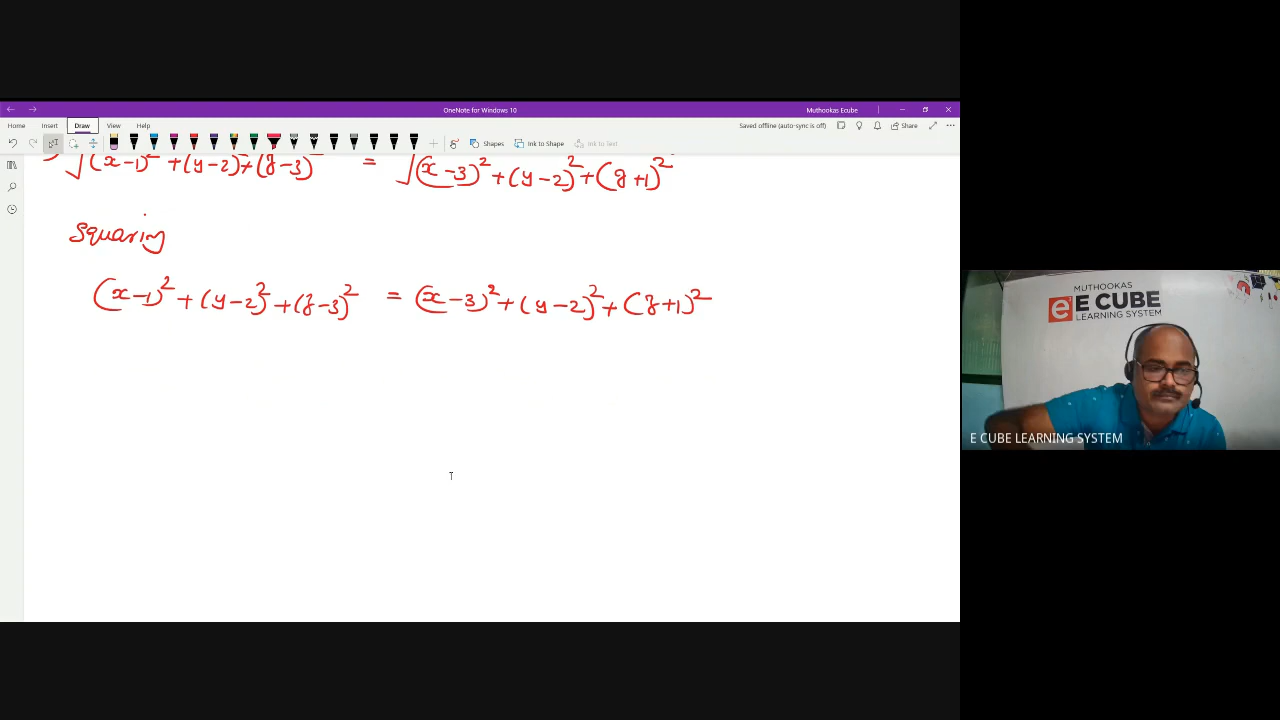 OneNote for Windows 10
Muthookas Ecube
Home Insert Draw View Help
Saved offline (auto-sync is off) Share
Shapes Ink to Shape Ink to Text
√(x-1)² + (y-2)² + (z-3)² = √(x-3)² + (y-2)² + (z+1)²
Squaring
(x-1)² + (y-2)² + (z-3)² = (x-3)² + (y-2)² + (z+1)²
MUTHOOKAS
e E CUBE
LEARNING SYSTEM
E CUBE LEARNING SYSTEM